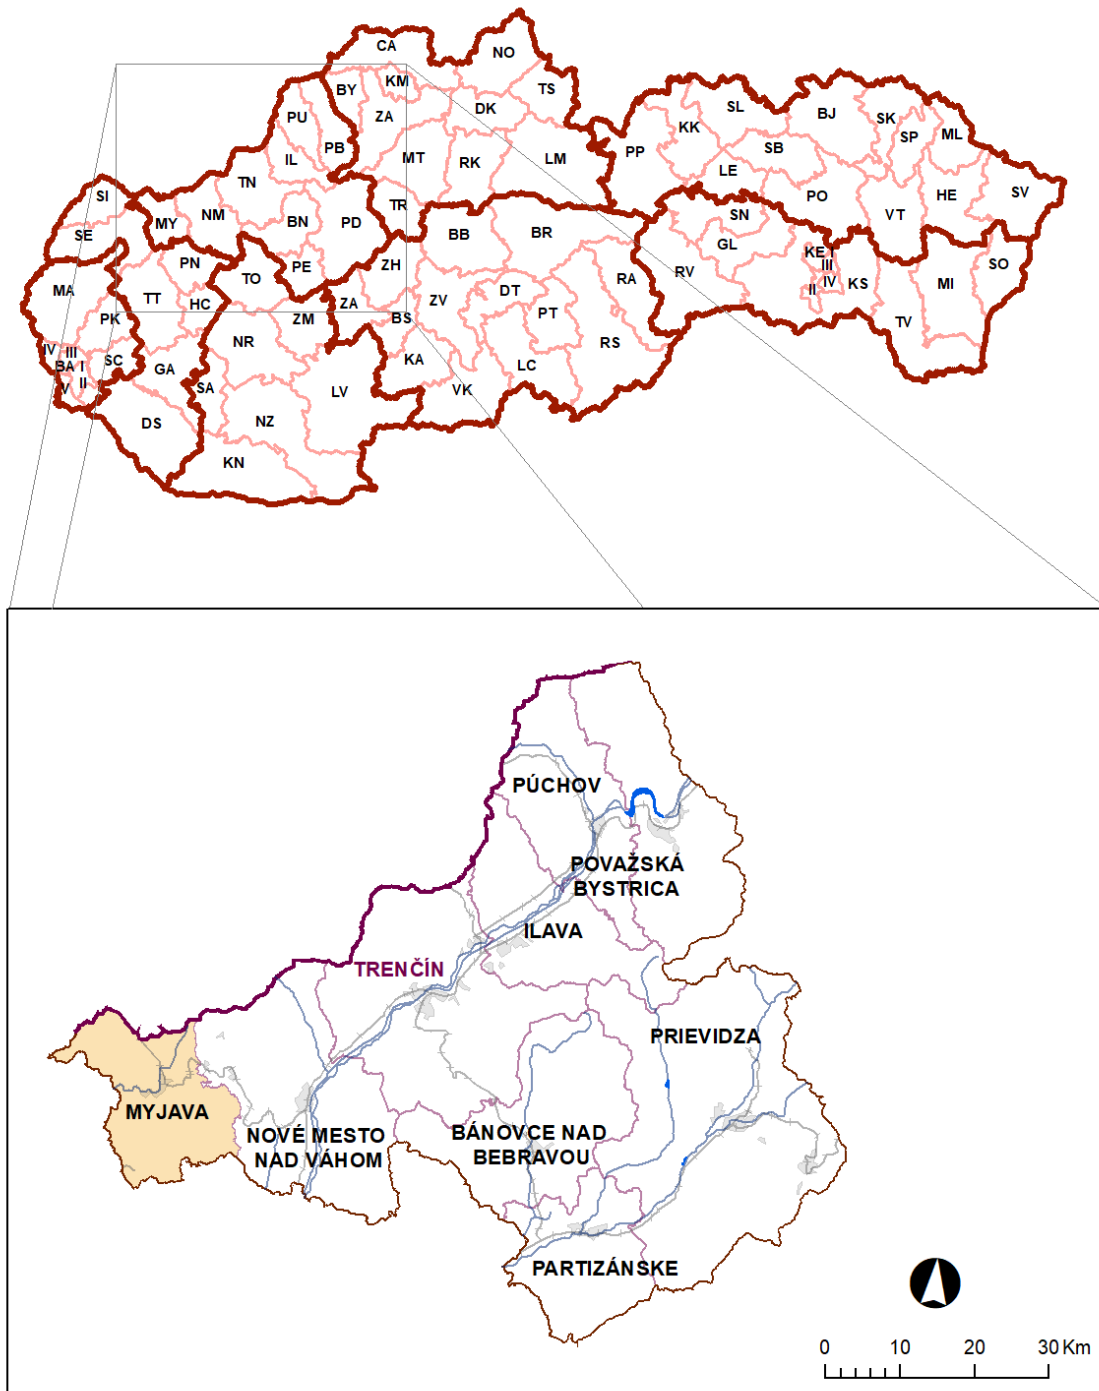 CA
NO
BY
KM
TS
DK
PU
ZA
PB
MT
RK
LM
IL
TN
SI
MY
NM
BN
PD
TR
SE
BB
BR
PN
TO
PE
ZH
MA
TT
HC
ZA
ZV
DT
RA
PK
ZM
BS
PT
NR
RS
IV
III
BA
I
SC
GA
KA
LC
V
II
SA
LV
VK
DS
NZ
KN
PP
KK
SL
BJ
SK
SP
ML
SB
LE
PO
HE
SV
VT
SN
GL
RV
KE
I
III
IV
II
KS
MI
SO
TV
PÚCHOV
POVAŽSKÁ
BYSTRICA
ILAVA
TRENČÍN
PRIEVIDZA
MYJAVA
NOVÉ MESTO
NAD VÁHOM
BÁNOVCE NAD
BEBRAVOU
PARTIZÁNSKE
0 10 20 30 Km